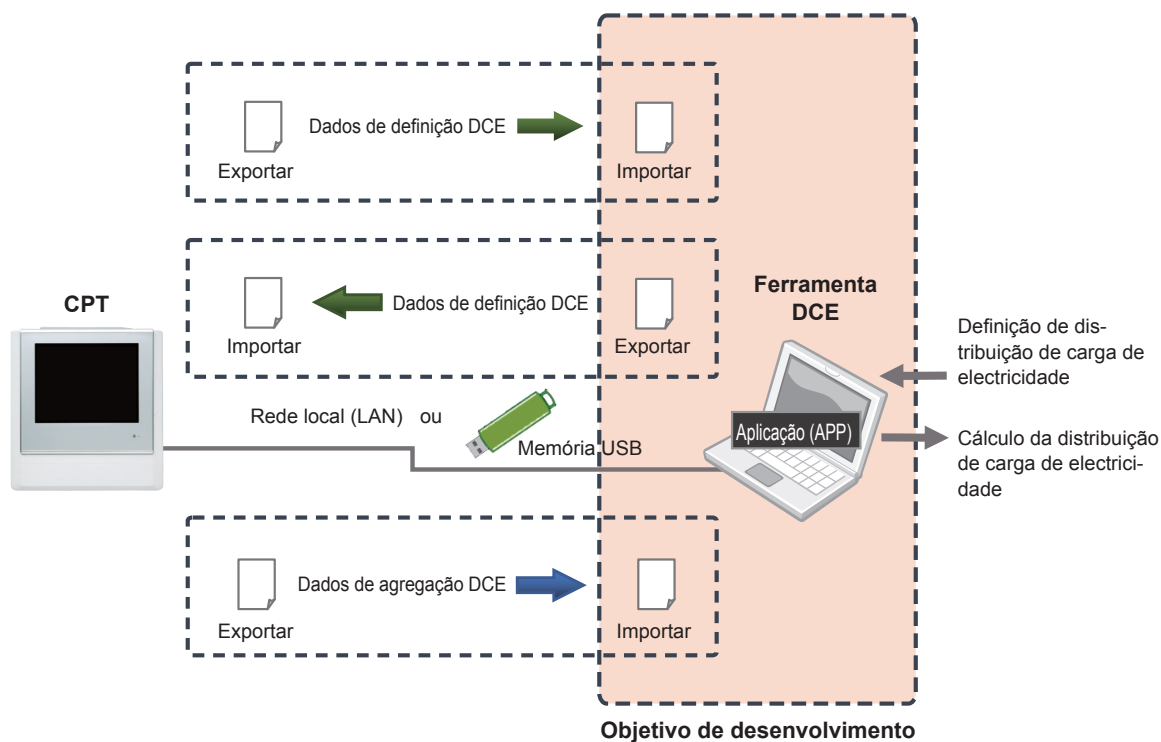 Dados de definição DCE
Exportar
Importar
CPT
Dados de definição DCE
Importar
Exportar
Ferramenta
DCE
Definição de dis-
tribuição de carga de
electricidade
Rede local (LAN) ou
Memória USB
Aplicação (APP)
Cálculo da distribuição
de carga de electrici-
dade
Dados de agregação DCE
Exportar
Importar
Objetivo de desenvolvimento